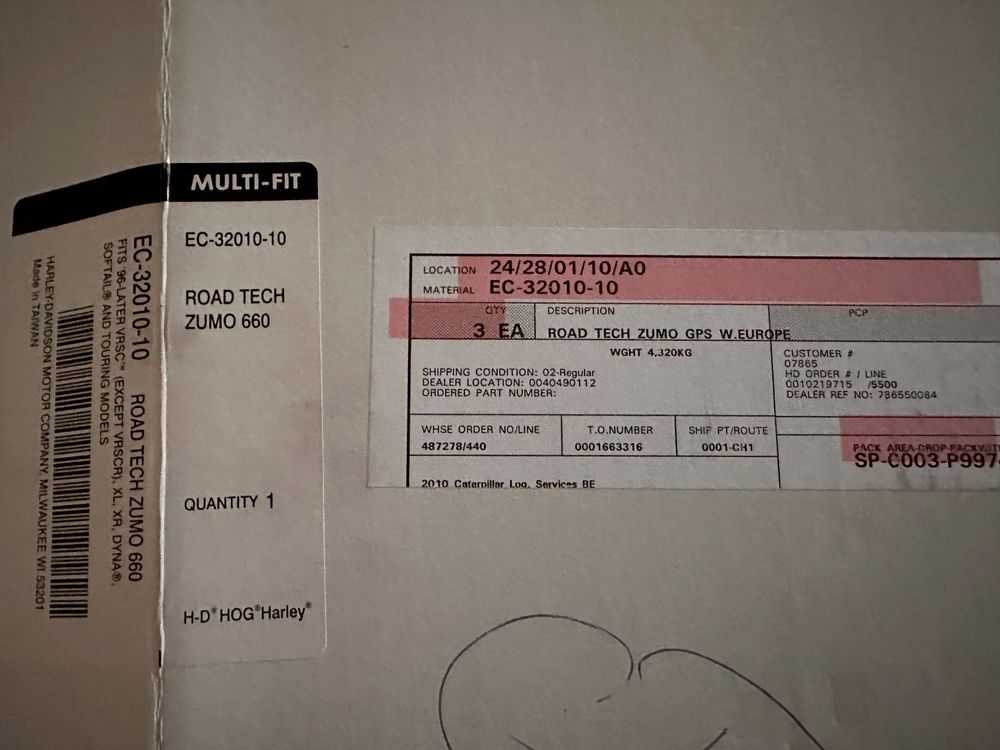 MULTI-FIT
EC-32010-10
ROAD TECH
ZUMO 660
QUANTITY 1
H-D® HOG® Harley®
EC-32010-10 ROAD TECH ZUMO 660
FITS '96-LATER VRSC™ (EXCEPT VRSCR), XL, XR, DYNA®,
SOFTAIL® AND TOURING MODELS
HARLEY-DAVIDSON MOTOR COMPANY, MILWAUKEE WI 53201
Made in TAIWAN
LOCATION 24/28/01/10/A0
MATERIAL EC-32010-10
QTY DESCRIPTION PCP
3 EA ROAD TECH ZUMO GPS W.EUROPE
WGHT 4,320KG
SHIPPING CONDITION: 02-Regular
DEALER LOCATION: 0040490112
ORDERED PART NUMBER:
CUSTOMER #
07865
HD ORDER # / LINE
0010219715 /5500
DEALER REF NO: 786550084
WHSE ORDER NO/LINE T.O.NUMBER SHIP PT/ROUTE
487278/440 0001663316 0001-CH1
PACK AREA-DROP-PACKW
SP-C003-P997
2010 Caterpillar Log. Services BE